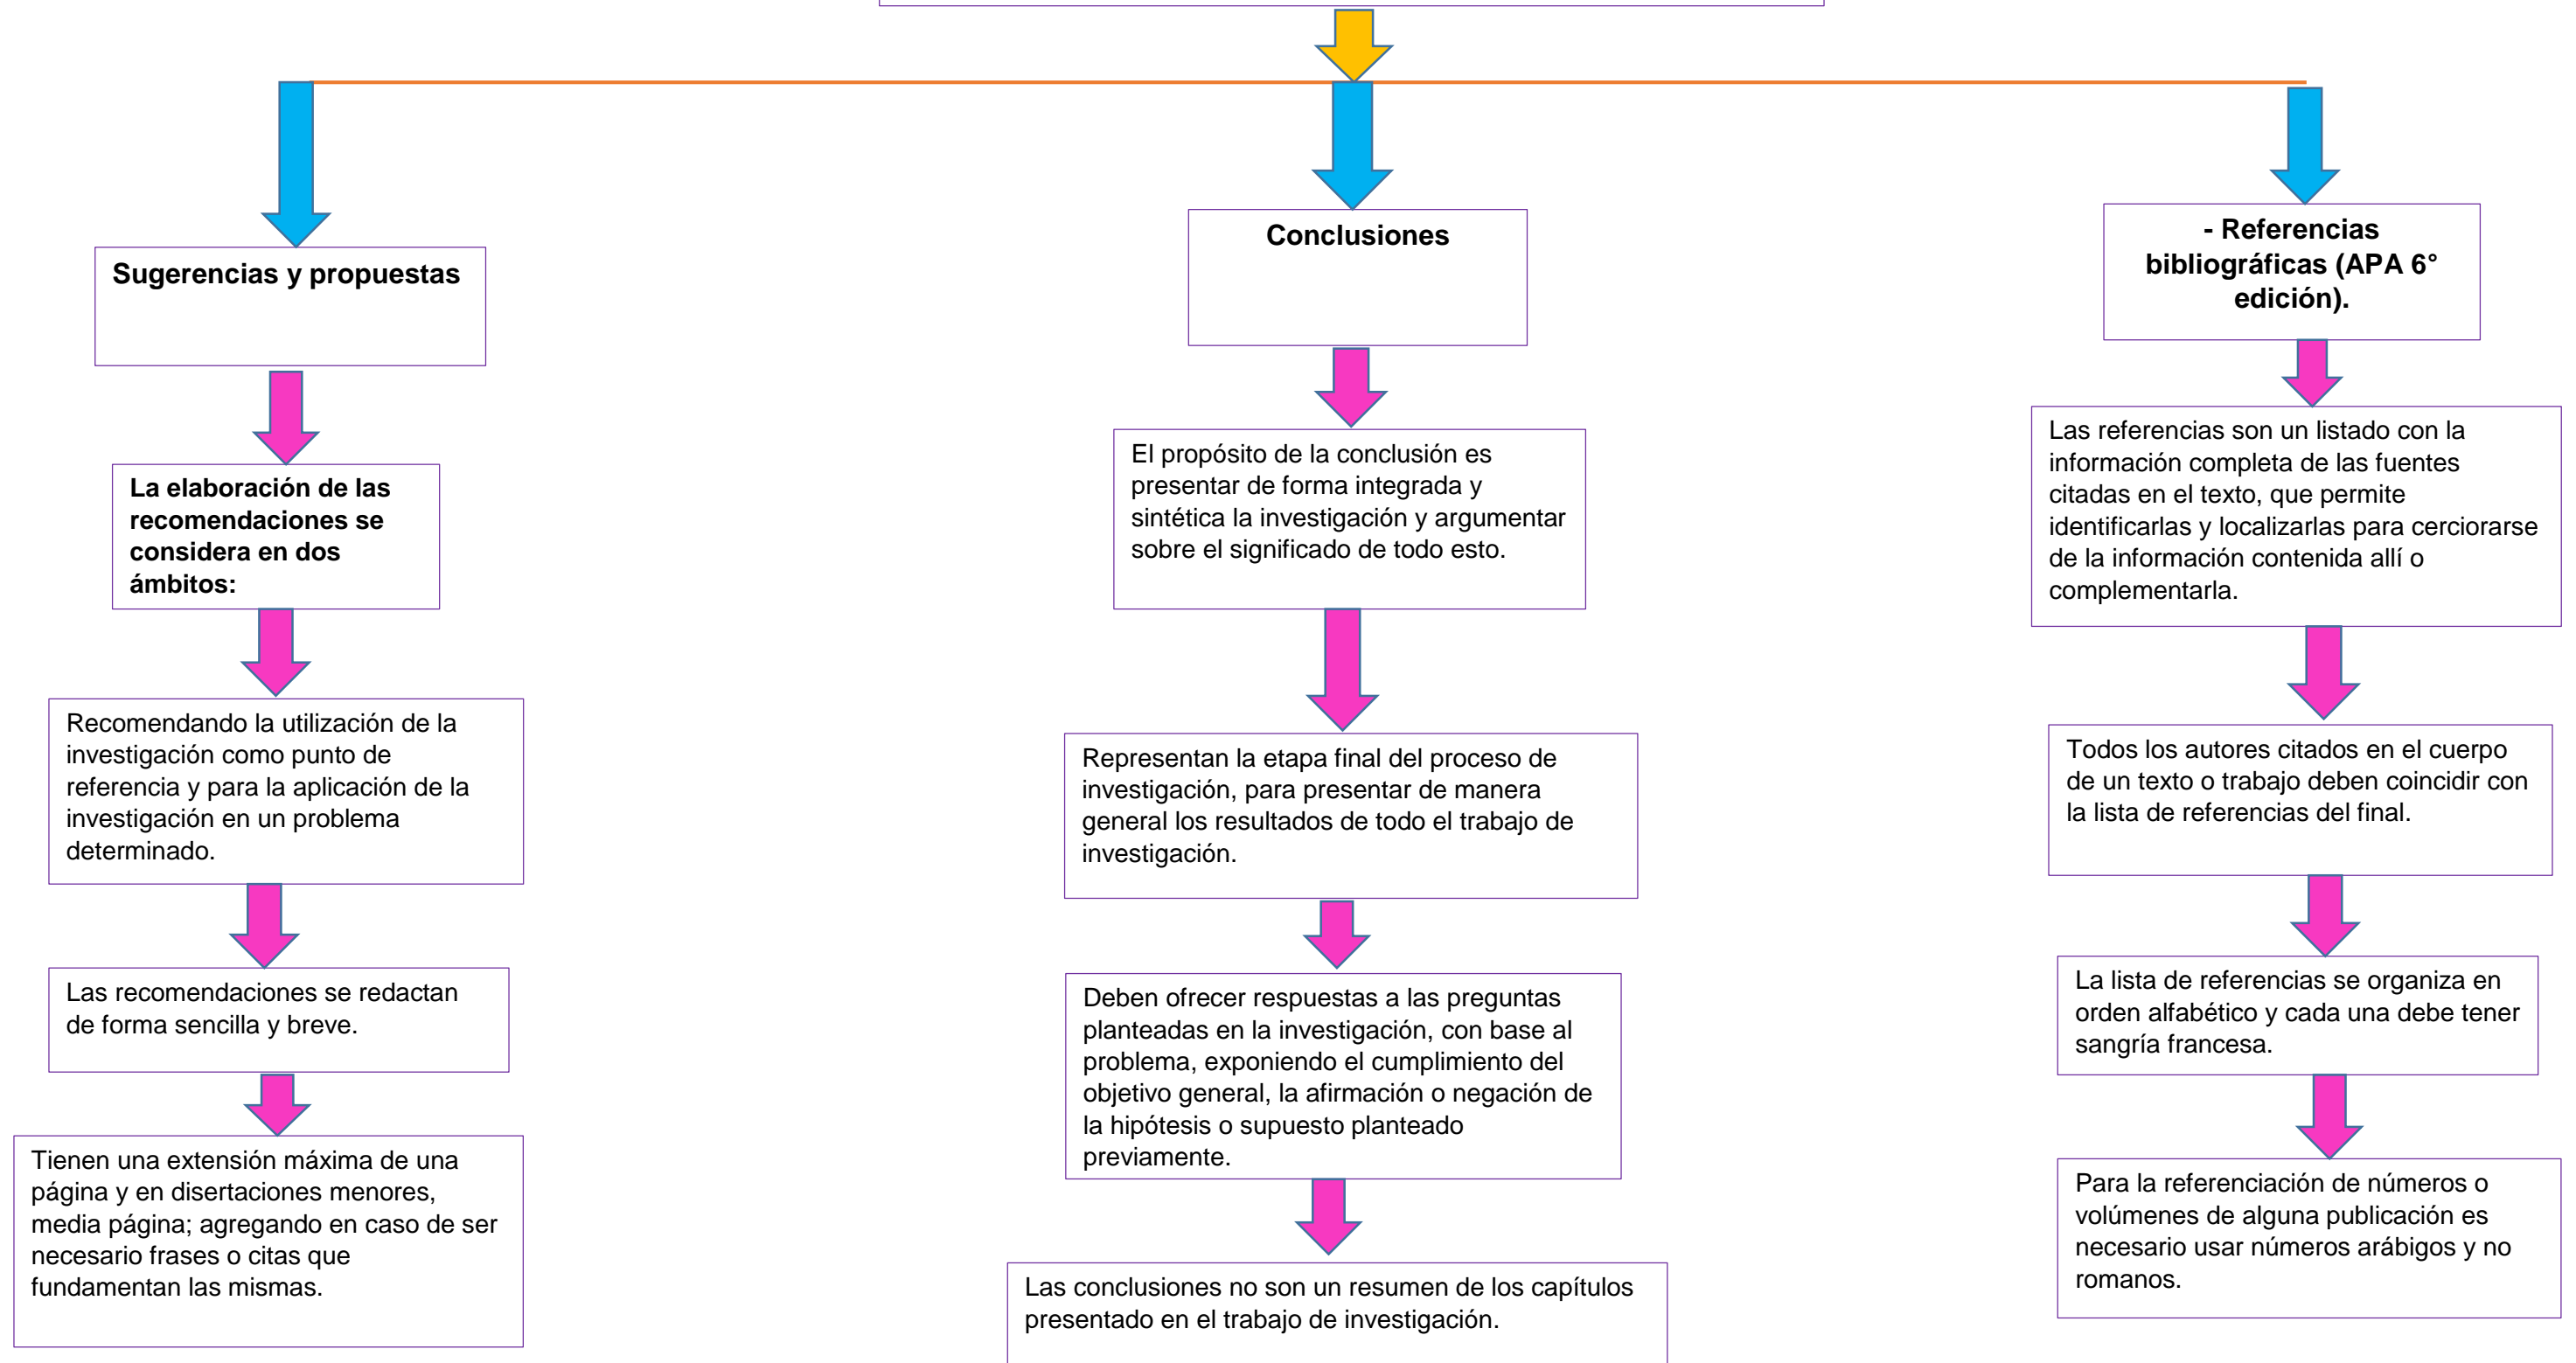 Sugerencias y propuestas
La elaboración de las
recomendaciones se
considera en dos
ámbitos:
Recomendando la utilización de la
investigación como punto de
referencia y para la aplicación de la
investigación en un problema
determinado.
Las recomendaciones se redactan
de forma sencilla y breve.
Tienen una extensión máxima de una
página y en disertaciones menores,
media página; agregando en caso de ser
necesario frases o citas que
fundamentan las mismas.
Conclusiones
El propósito de la conclusión es
presentar de forma integrada y
sintética la investigación y argumentar
sobre el significado de todo esto.
Representan la etapa final del proceso de
investigación, para presentar de manera
general los resultados de todo el trabajo de
investigación.
Deben ofrecer respuestas a las preguntas
planteadas en la investigación, con base al
problema, exponiendo el cumplimiento del
objetivo general, la afirmación o negación de
la hipótesis o supuesto planteado
previamente.
Las conclusiones no son un resumen de los capítulos
presentado en el trabajo de investigación.
- Referencias
bibliográficas (APA 6°
edición).
Las referencias son un listado con la
información completa de las fuentes
citadas en el texto, que permite
identificarlas y localizarlas para cerciorarse
de la información contenida allí o
complementarla.
Todos los autores citados en el cuerpo
de un texto o trabajo deben coincidir con
la lista de referencias del final.
La lista de referencias se organiza en
orden alfabético y cada una debe tener
sangría francesa.
Para la referenciación de números o
volúmenes de alguna publicación es
necesario usar números arábigos y no
romanos.